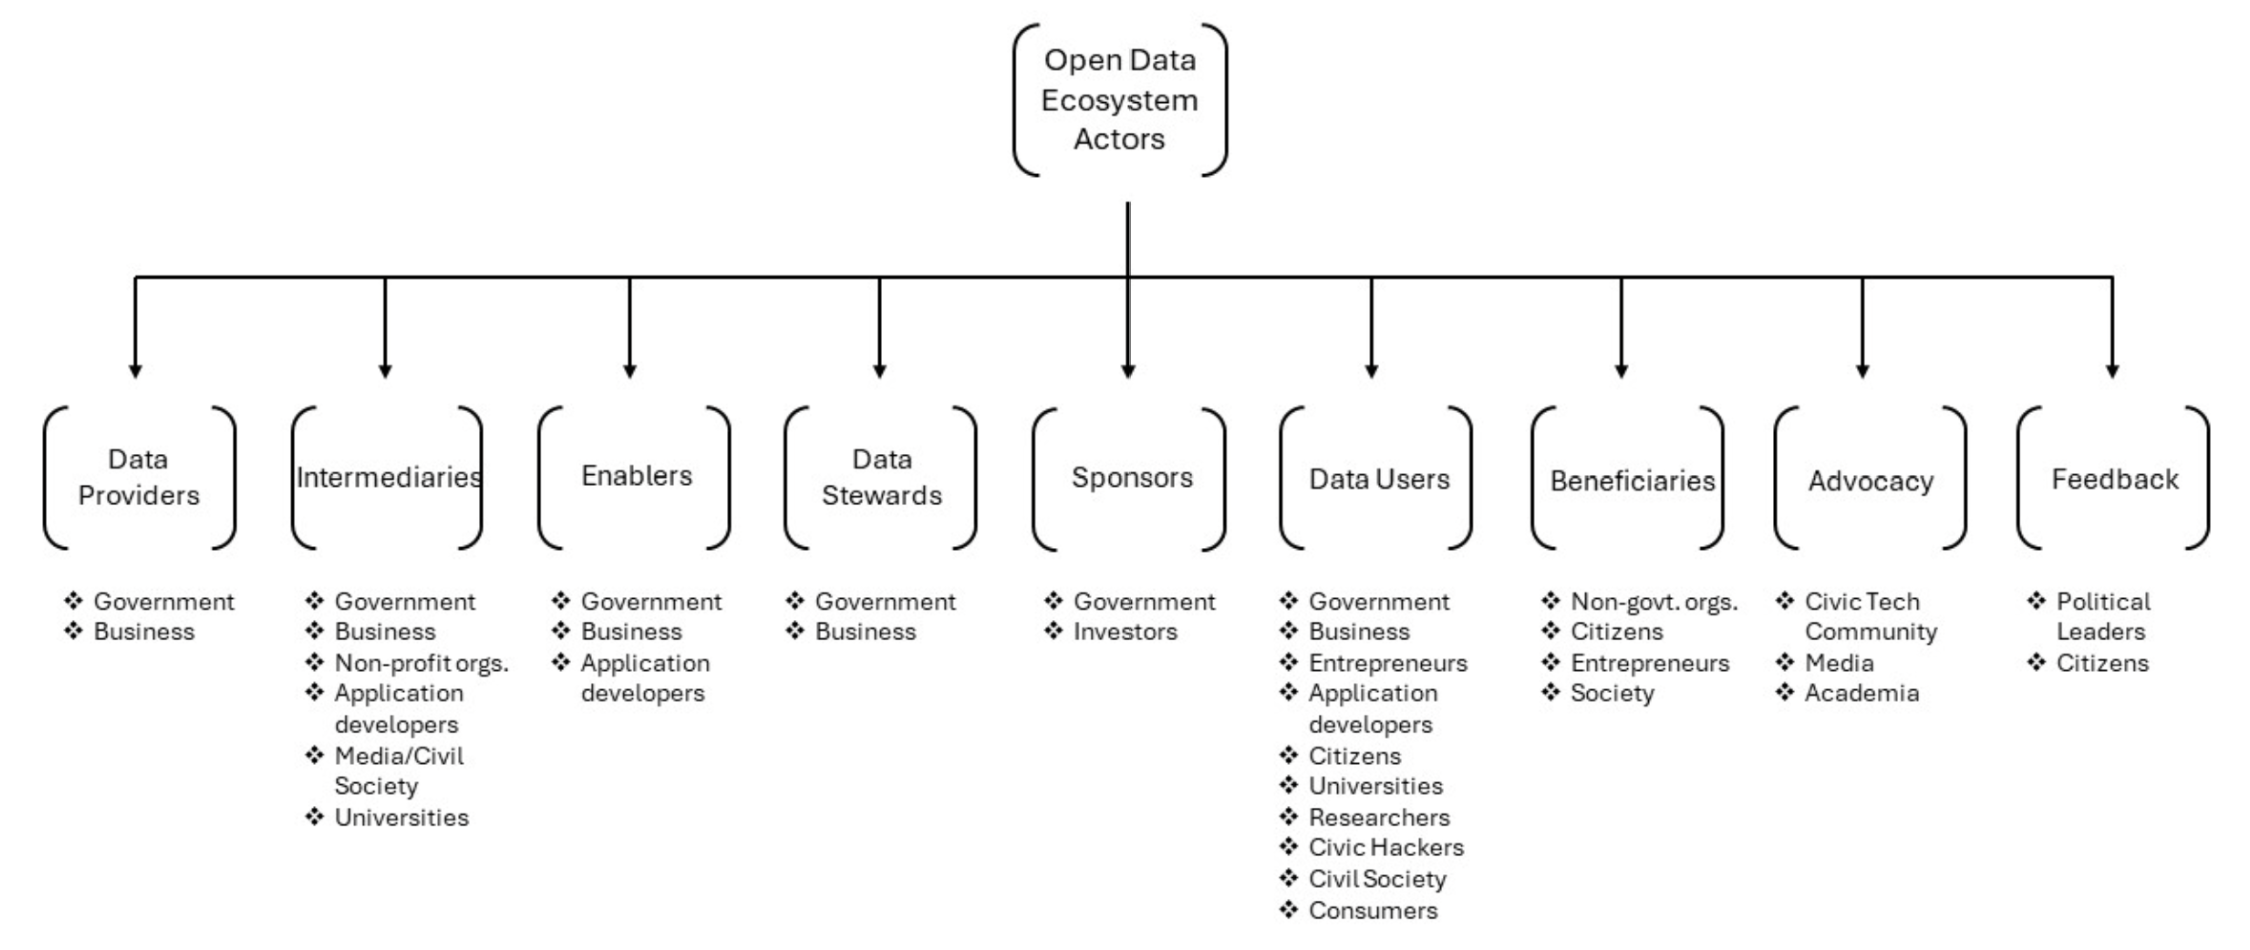 Open Data
Ecosystem
Actors
Data
Providers
Intermediaries
Enablers
Data
Stewards
Sponsors
Data Users
Beneficiaries
Advocacy
Feedback
❖ Government
❖ Business
❖ Government
❖ Business
❖ Non-profit orgs.
❖ Application
developers
❖ Media/Civil
Society
❖ Universities
❖ Government
❖ Business
❖ Application
developers
❖ Government
❖ Business
❖ Government
❖ Investors
❖ Government
❖ Business
❖ Entrepreneurs
❖ Application
developers
❖ Citizens
❖ Universities
❖ Researchers
❖ Civic Hackers
❖ Civil Society
❖ Consumers
❖ Non-govt. orgs.
❖ Citizens
❖ Entrepreneurs
❖ Society
❖ Civic Tech
Community
❖ Media
❖ Academia
❖ Political
Leaders
❖ Citizens